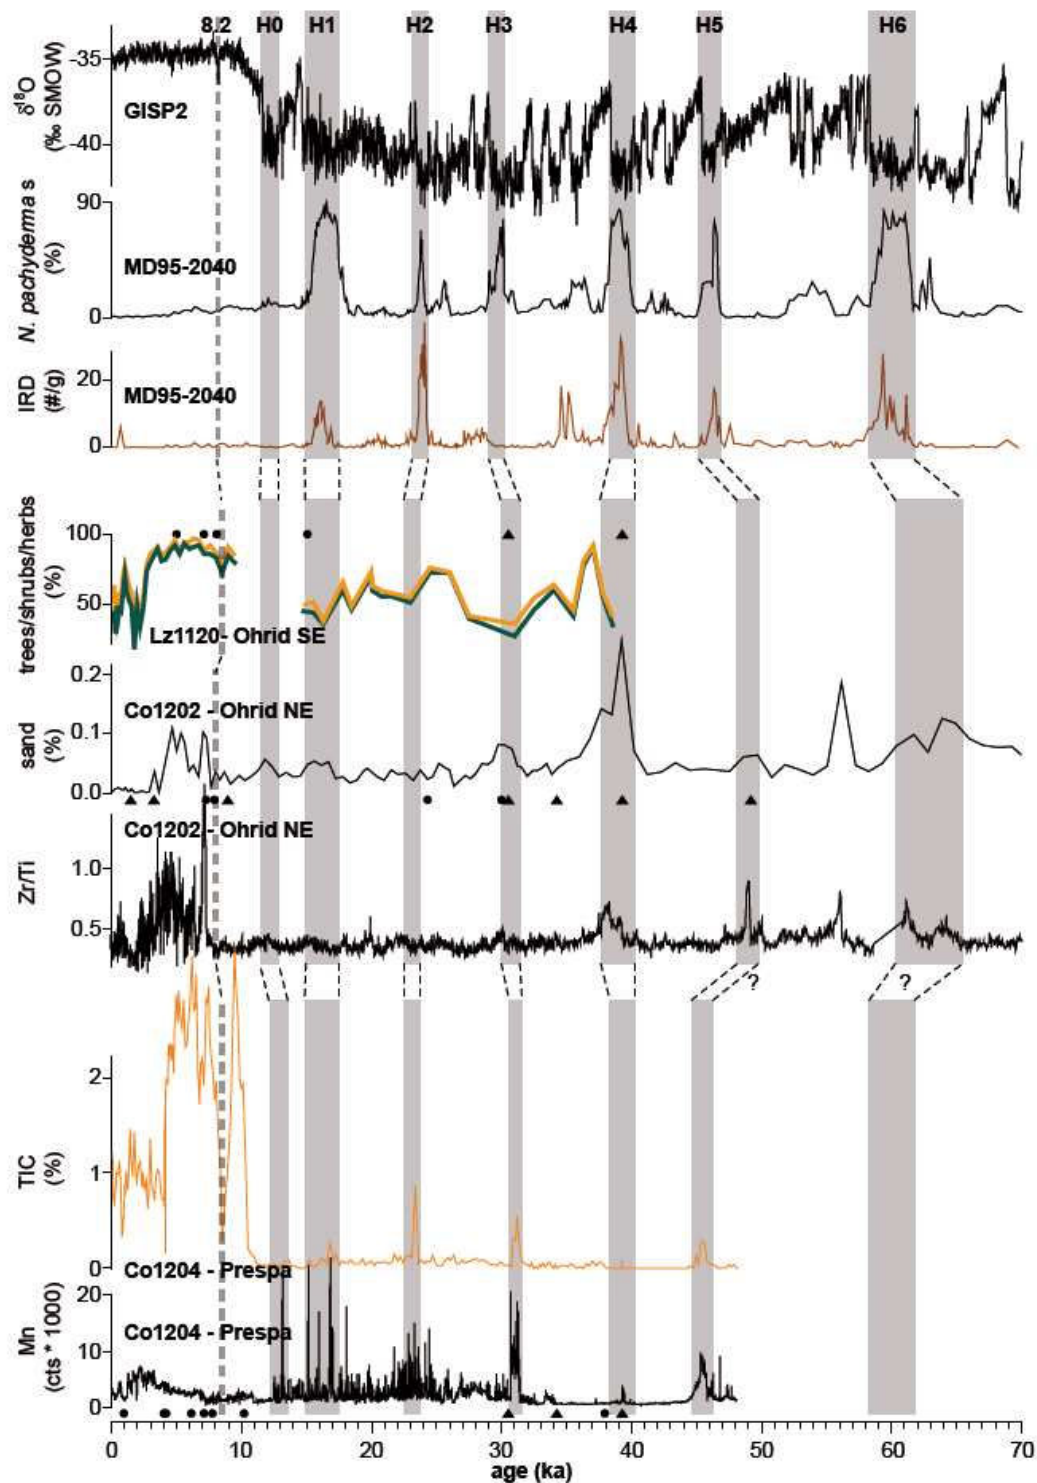 8.2 H0 H1 H2 H3 H4 H5 H6
δ18O
(‰ SMOW)
-35
-40
GISP2
N. pachyderma s
(%)
90
0
MD95-2040
IRD
(#/g)
20
0
MD95-2040
trees/shrubs/herbs
(%)
100
50
Lz1120- Ohrid SE
sand
(%)
0.2
0.1
0.0
Co1202 - Ohrid NE
Zr/Ti
1.0
0.5
Co1202 - Ohrid NE
? ?
TIC
(%)
2
1
0
Co1204 - Prespa
Mn
(cts * 1000)
20
10
0
Co1204 - Prespa
0 10 20 30 40 50 60 70
age (ka)